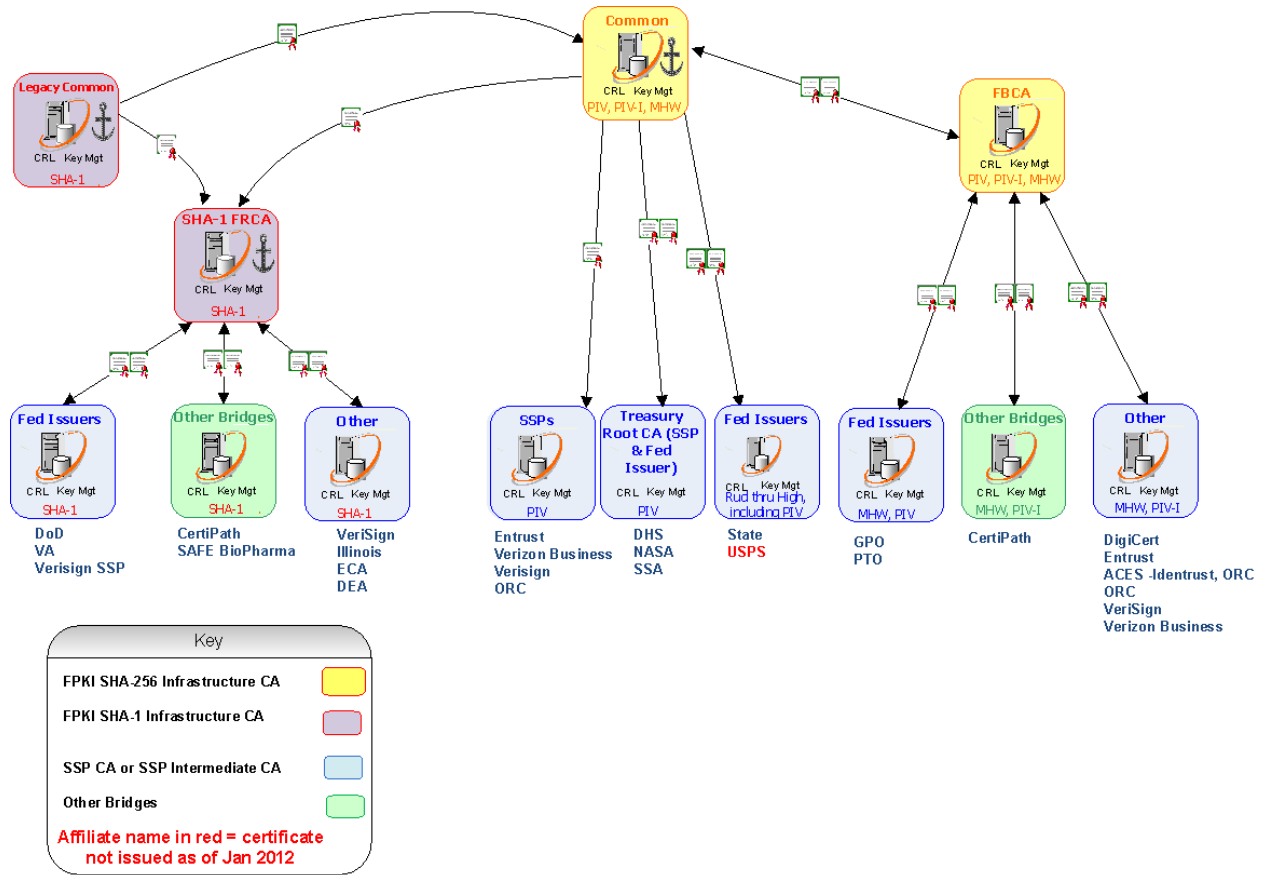 Common
CRL Key Mgt
PIV, PIV-I, MHW
Legacy Common
CRL Key Mgt
SHA-1
FBCA
CRL Key Mgt
PIV, PIV-I, MHW
SHA-1 FRCA
CRL Key Mgt
SHA-1
Fed Issuers
CRL Key Mgt
SHA-1
DoD
VA
Verisign SSP
Other Bridges
CRL Key Mgt
SHA-1
CertiPath
SAFE BioPharma
Other
CRL Key Mgt
SHA-1
VeriSign
Illinois
ECA
DEA
SSPs
CRL Key Mgt
PIV
Entrust
Verizon Business
Verisign
ORC
Treasury
Root CA (SSP
& Fed
Issuer)
CRL Key Mgt
PIV
DHS
NASA
SSA
Fed Issuers
CRL Key Mgt
Rud thru High,
including PIV
State
USPS
Fed Issuers
CRL Key Mgt
MHW, PIV
GPO
PTO
Other Bridges
CRL Key Mgt
MHW, PIV-I
CertiPath
Other
CRL Key Mgt
MHW, PIV-I
DigiCert
Entrust
ACES -Identrust, ORC
ORC
VeriSign
Verizon Business
Key
FPKI SHA-256 Infrastructure CA
FPKI SHA-1 Infrastructure CA
SSP CA or SSP Intermediate CA
Other Bridges
Affiliate name in red = certificate
not issued as of Jan 2012